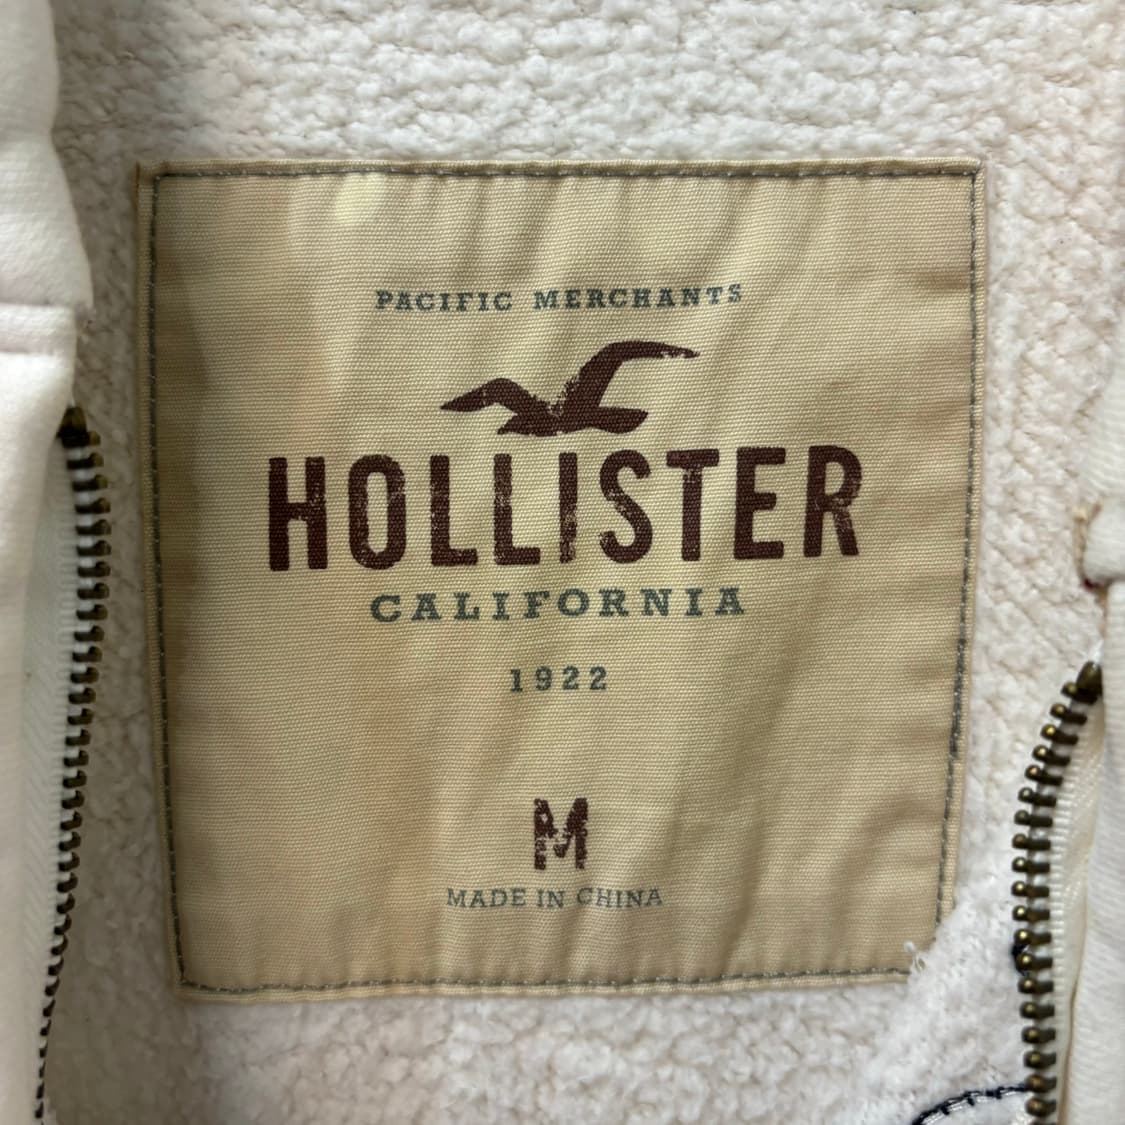 PACIFIC MERCHANTS
HOLLISTER
CALIFORNIA
1922
M
MADE IN CHINA